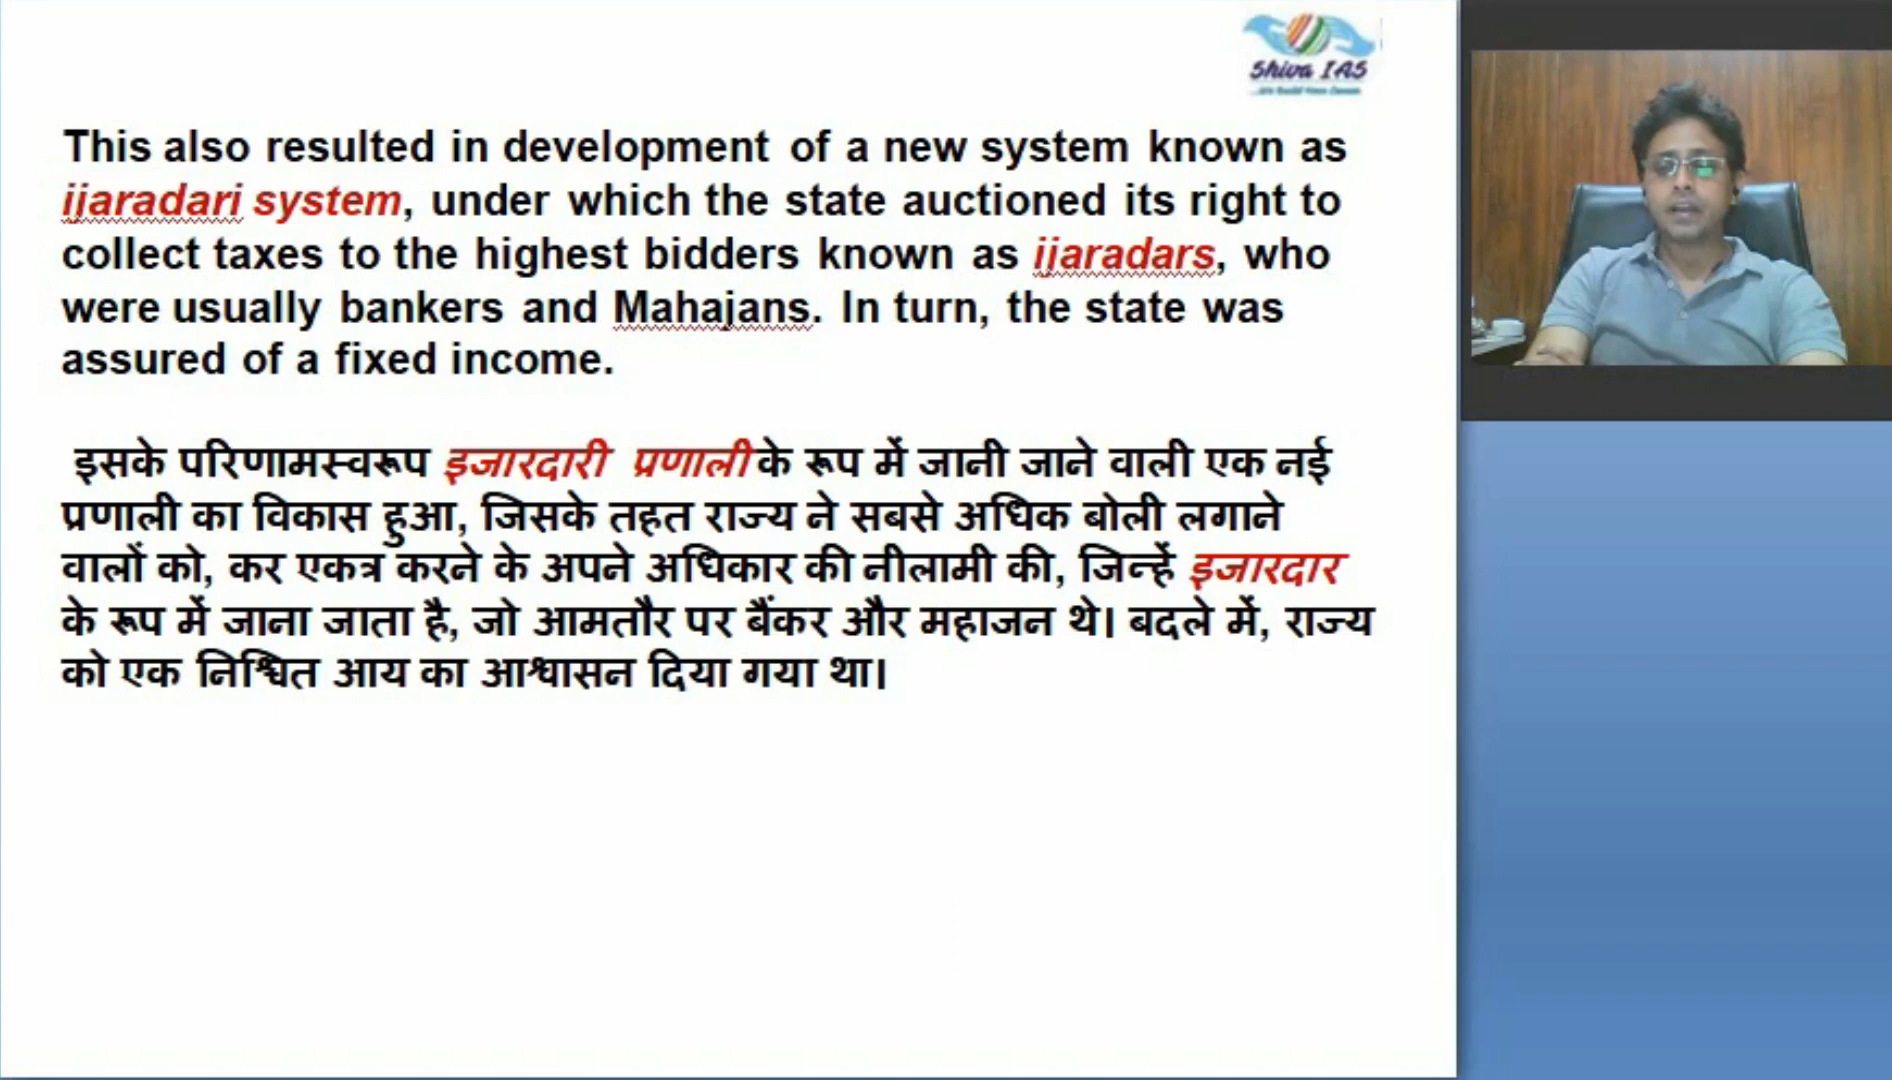 Shiva IAS
This also resulted in development of a new system known as
ijaradari system, under which the state auctioned its right to
collect taxes to the highest bidders known as ijaradars, who
were usually bankers and Mahajans. In turn, the state was
assured of a fixed income.
इसके परिणामस्वरूप इजारदारी प्रणाली के रूप में जानी जाने वाली एक नई
प्रणाली का विकास हुआ, जिसके तहत राज्य ने सबसे अधिक बोली लगाने
वालों को, कर एकत्र करने के अपने अधिकार की नीलामी की, जिन्हें इजारदार
के रूप में जाना जाता है, जो आमतौर पर बैंकर और महाजन थे। बदले में, राज्य
को एक निश्चित आय का आश्वासन दिया गया था।